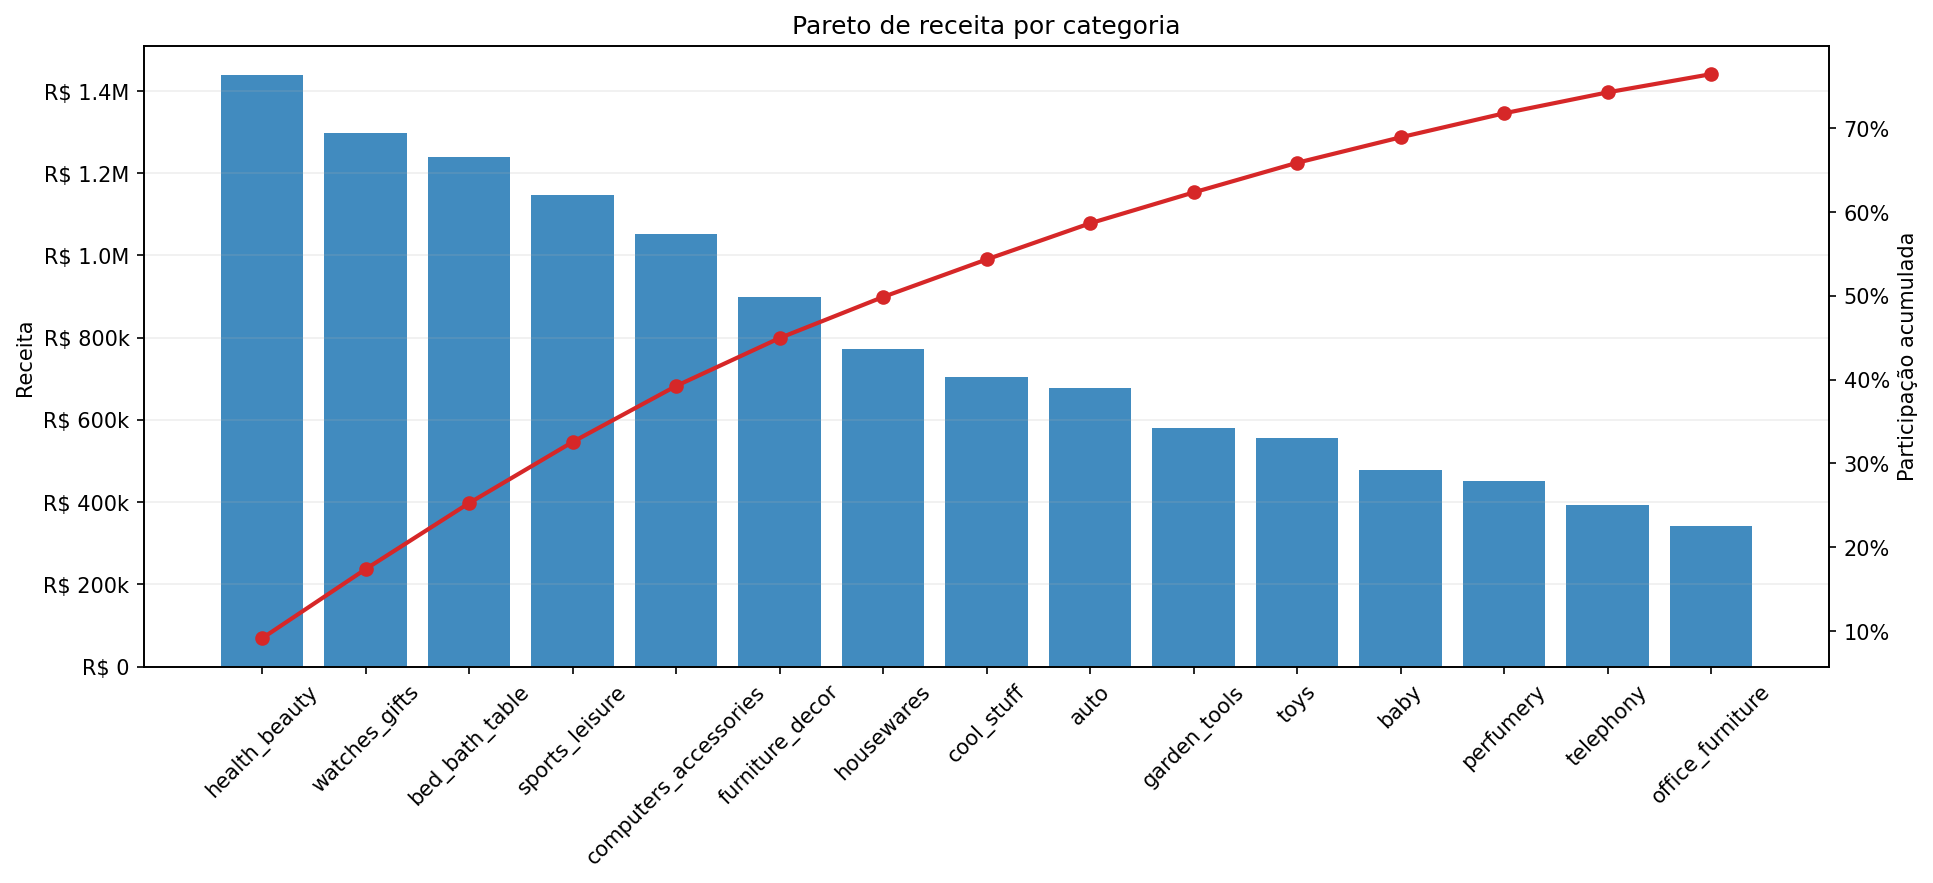 Pareto de receita por categoria
Receita
R$ 1.4M
R$ 1.2M
R$ 1.0M
R$ 800k
R$ 600k
R$ 400k
R$ 200k
R$ 0
70%
60%
50%
40%
30%
20%
10%
Participação acumulada
health_beauty
watches_gifts
bed_bath_table
sports_leisure
computers_accessories
furniture_decor
housewares
cool_stuff
auto
garden_tools
toys
baby
perfumery
telephony
office_furniture